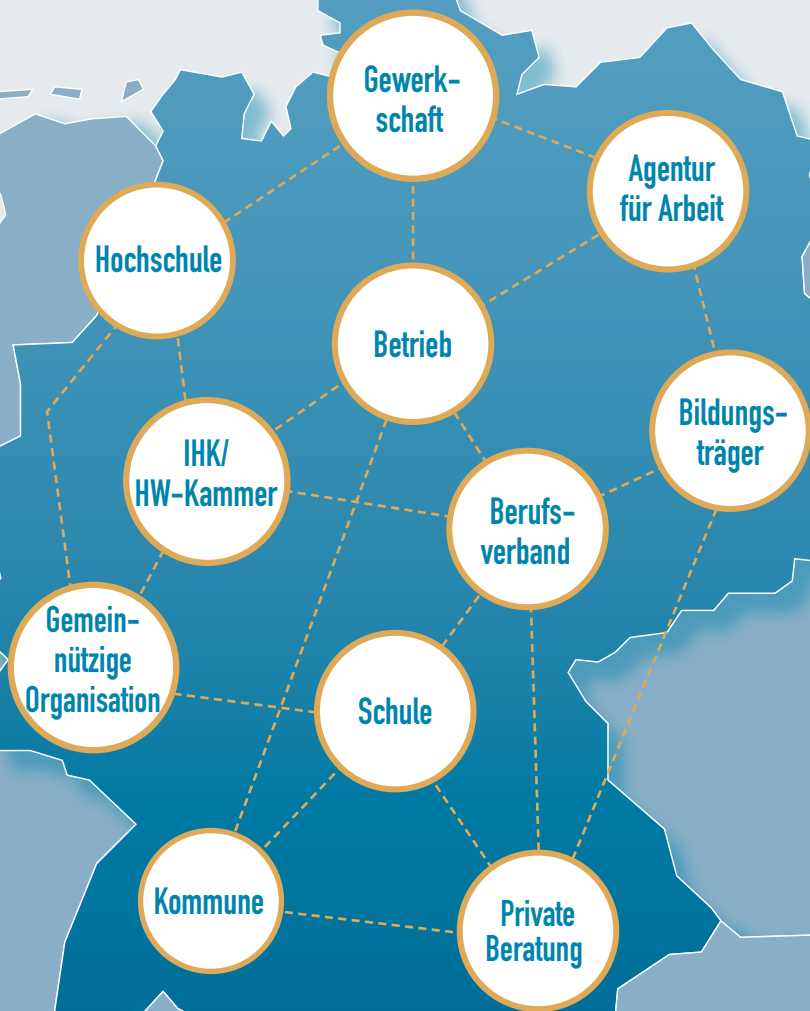 Gewerk-
schaft
Agentur
für Arbeit
Hochschule
Betrieb
Bildungs-
träger
IHK/
HW-Kammer
Berufs-
verband
Gemein-
nützige
Organisation
Schule
Kommune
Private
Beratung